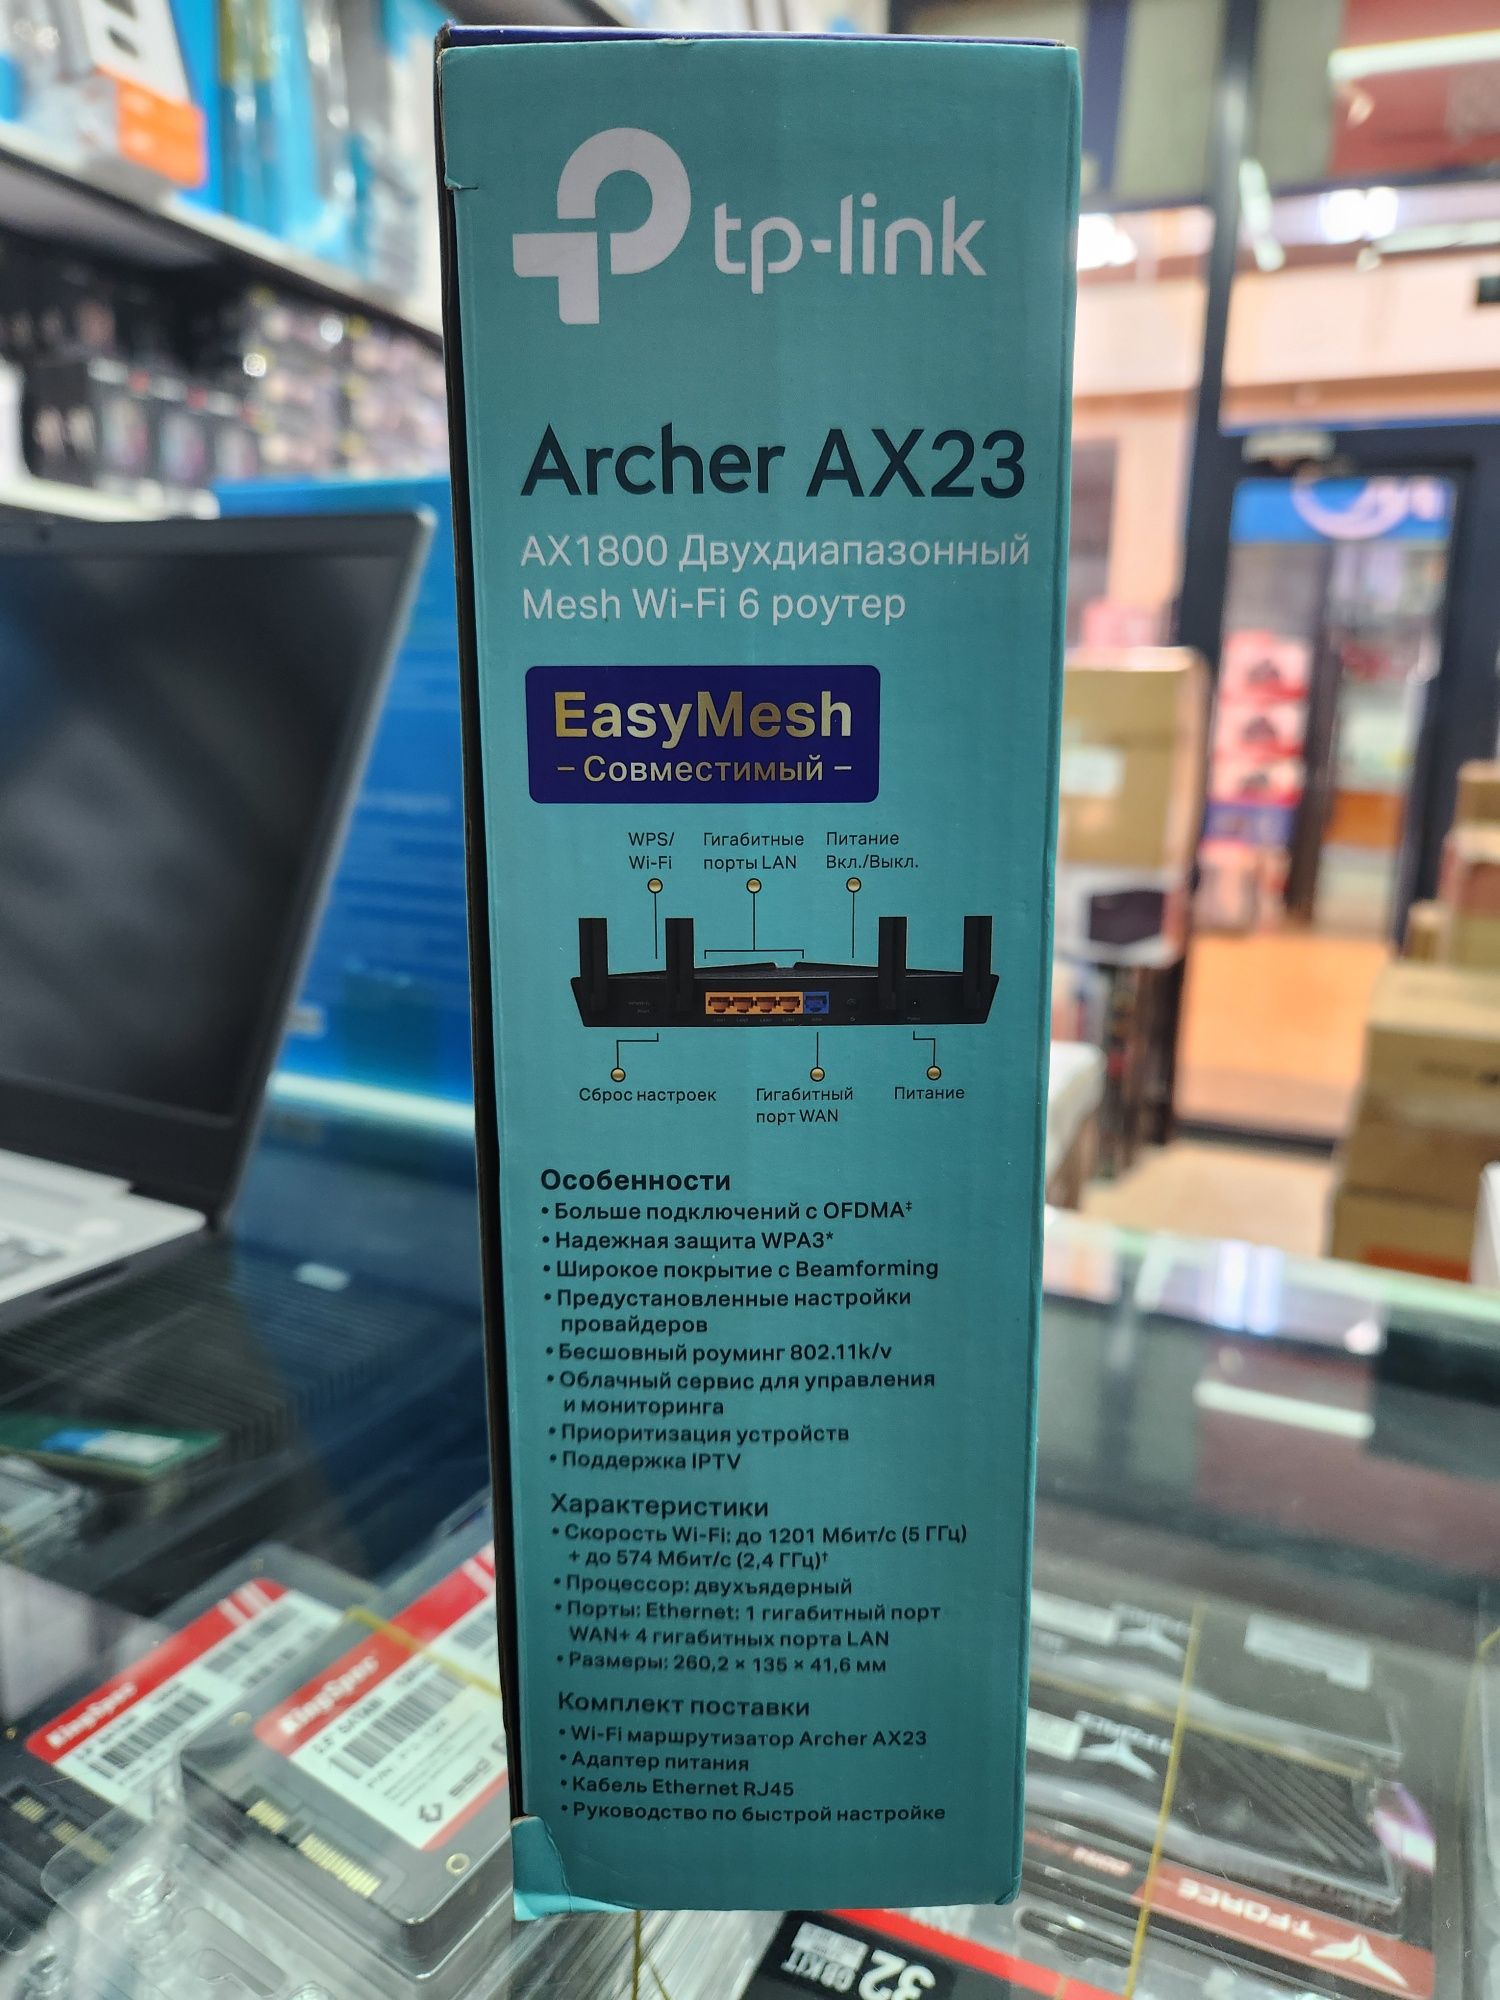 tp-link
Archer AX23
AX1800 Двухдиапазонный
Mesh Wi-Fi 6 роутер
EasyMesh
– Совместимый –
WPS/
Wi-Fi
Гигабитные
порты LAN
Питание
Вкл./Выкл.
Сброс настроек
Гигабитный
порт WAN
Питание
Особенности
• Больше подключений с OFDMA‡
• Надежная защита WPA3*
• Широкое покрытие с Beamforming
• Предустановленные настройки
провайдеров
• Бесшовный роуминг 802.11k/v
• Облачный сервис для управления
и мониторинга
• Приоритизация устройств
• Поддержка IPTV
Характеристики
• Скорость Wi-Fi: до 1201 Мбит/с (5 ГГц)
+ до 574 Мбит/с (2,4 ГГц)†
• Процессор: двухъядерный
• Порты: Ethernet: 1 гигабитный порт
WAN+ 4 гигабитных порта LAN
• Размеры: 260,2 × 135 × 41,6 мм
Комплект поставки
• Wi-Fi маршрутизатор Archer AX23
• Адаптер питания
• Кабель Ethernet RJ45
• Руководство по быстрой настройке
KingSpec
KingSpec
T-FORCE
32